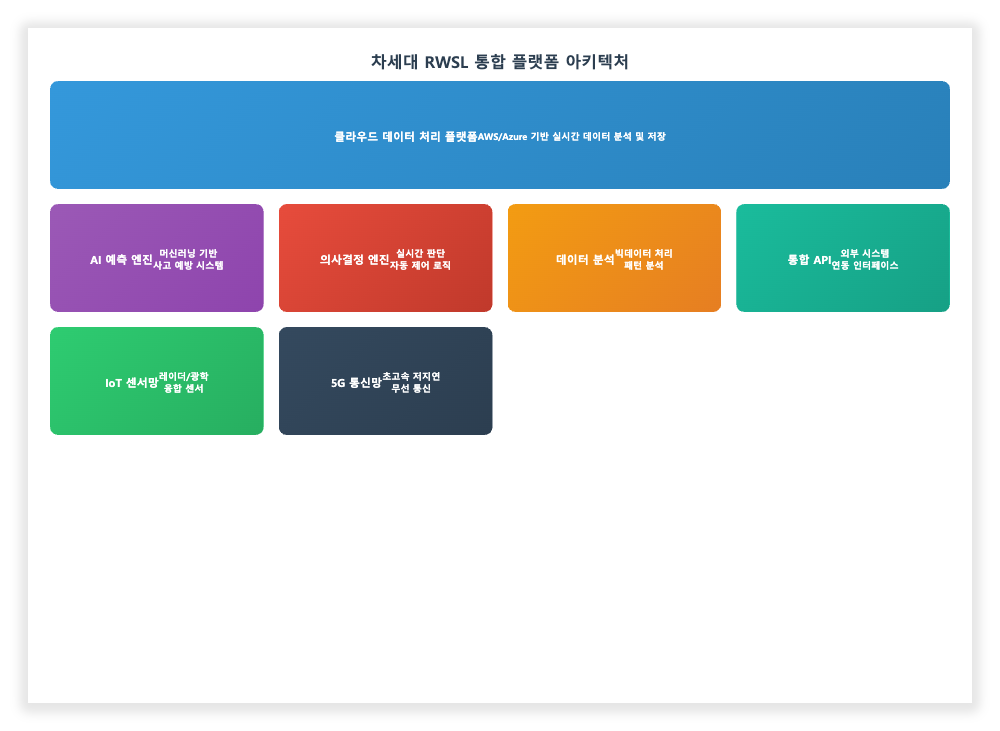 차세대 RWSL 통합 플랫폼 아키텍처
클라우드 데이터 처리 플랫폼AWS/Azure 기반 실시간 데이터 분석 및 저장
AI 예측 엔진
머신러닝 기반
사고 예방 시스템
의사결정 엔진
실시간 판단
자동 제어 로직
데이터 분석
빅데이터 처리
패턴 분석
통합 API
외부 시스템
연동 인터페이스
IoT 센서망
레이더/광학
융합 센서
5G 통신망
초고속 저지연
무선 통신